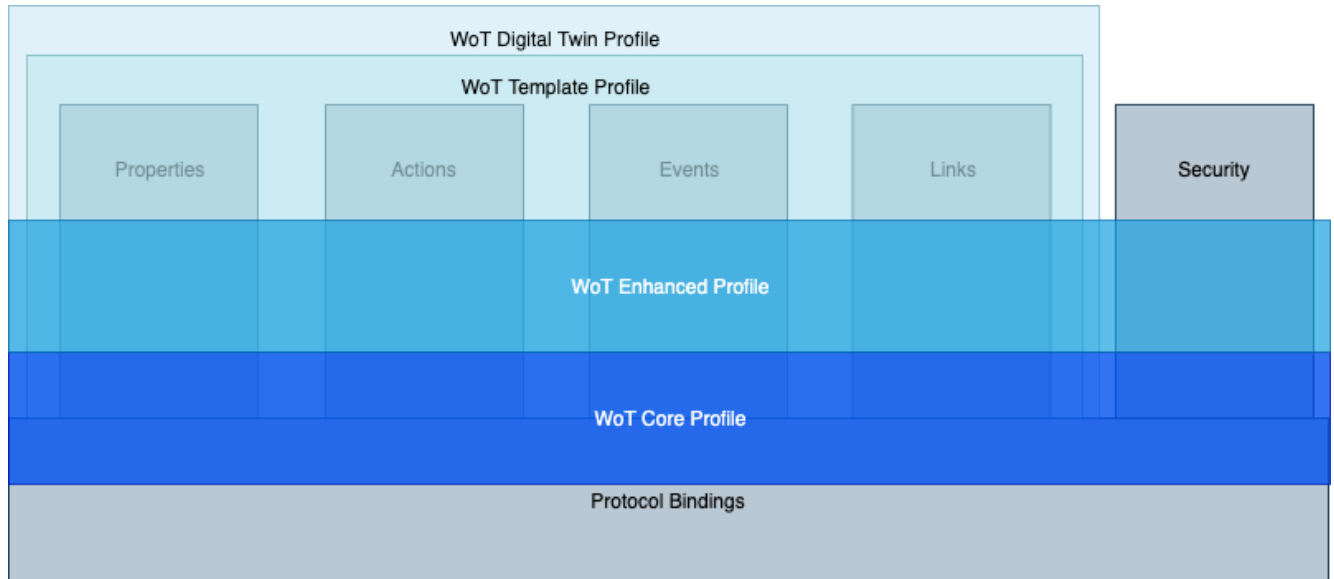 WoT Digital Twin Profile
WoT Template Profile
Properties
Actions
Events
Links
Security
WoT Enhanced Profile
WoT Core Profile
Protocol Bindings